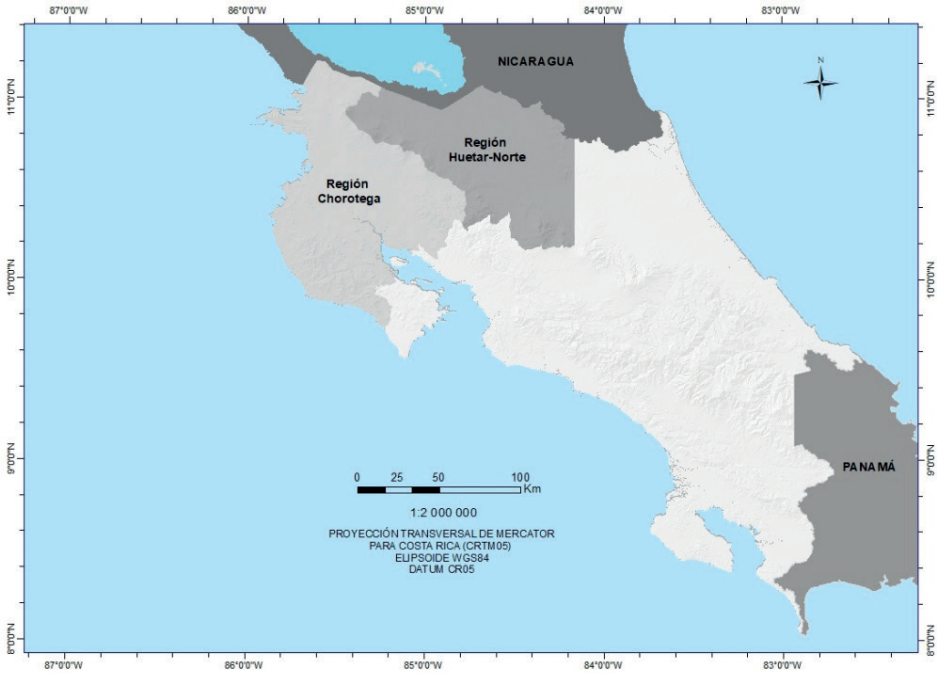 87°0'0"W
86°0'0"W
85°0'0"W
84°0'0"W
83°0'0"W
N
NICARAGUA
11°0'0"N
11°0'0"N
Región
Huetar-Norte
Región
Chorotega
10°0'0"N
10°0'0"N
9°0'0"N
9°0'0"N
PANAMÁ
0 25 50 100
Km
1:2 000 000
PROYECCIÓN TRANSVERSAL DE MERCATOR
PARA COSTA RICA (CRTM05)
ELIPSOIDE WGS84
DATUM CR05
8°0'0"N
8°0'0"N
87°0'0"W
86°0'0"W
85°0'0"W
84°0'0"W
83°0'0"W